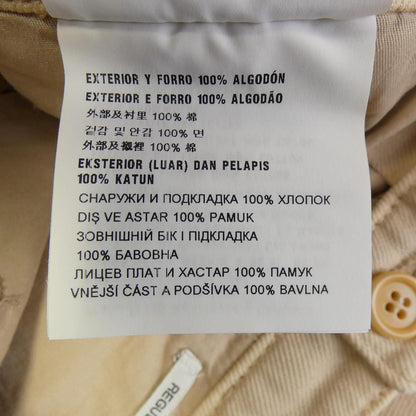 EXTERIOR Y FORRO 100% ALGODÓN
EXTERIOR E FORRO 100% ALGODÃO
外部及衬里 100% 棉
겉감 및 안감 100% 면
外部及襯裡 100% 棉
EKSTERIOR (LUAR) DAN PELAPIS
100% KATUN
СНАРУЖИ И ПОДКЛАДКА 100% ХЛОПОК
DIŞ VE ASTAR 100% PAMUK
ЗОВНІШНІЙ БІК І ПІДКЛАДКА
100% БАВОВНА
ЛИЦЕВ ПЛАТ И ХАСТАР 100% ПАМУК
VNĚJŠÍ ČÁST A PODŠÍVKA 100% BAVLNA